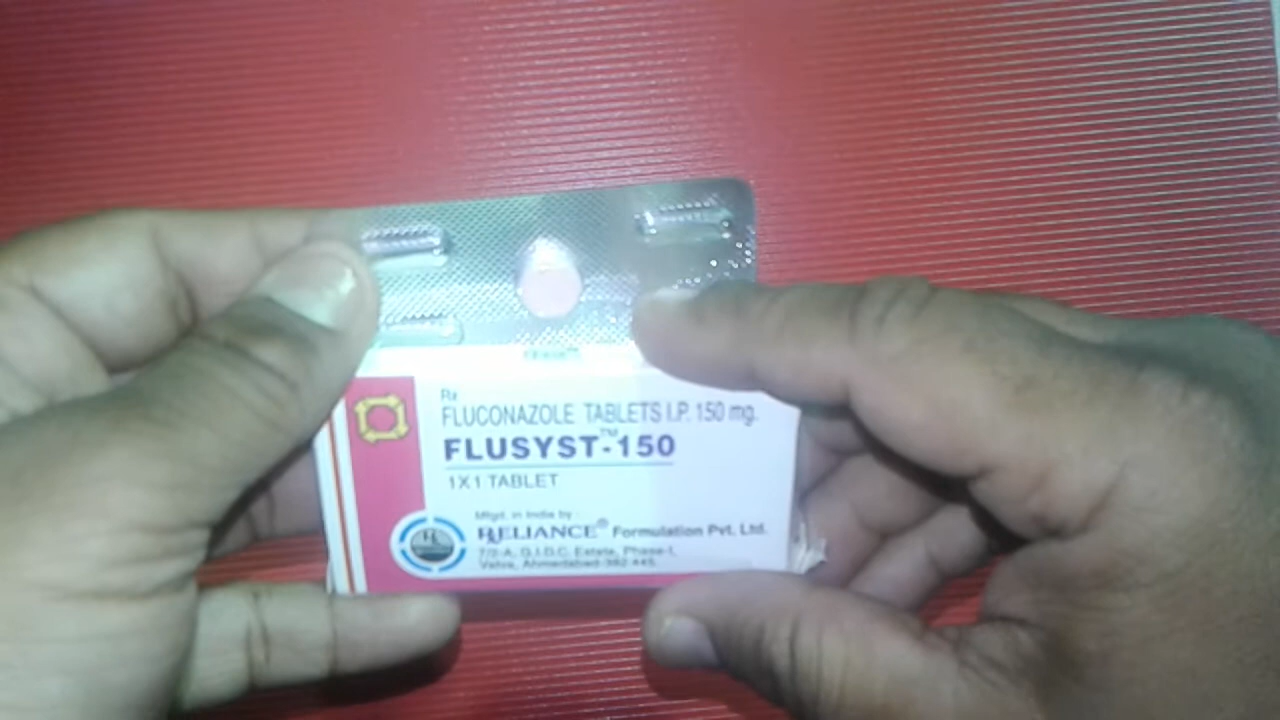 Rx
FLUCONAZOLE TABLETS I.P. 150 mg.
FLUSYST™-150
1X1 TABLET
Mfgd. in India by :
RELIANCE® Formulation Pvt. Ltd.
7/2-A, G.I.D.C. Estate, Phase-I,
Vatva, Ahmedabad-382 445.